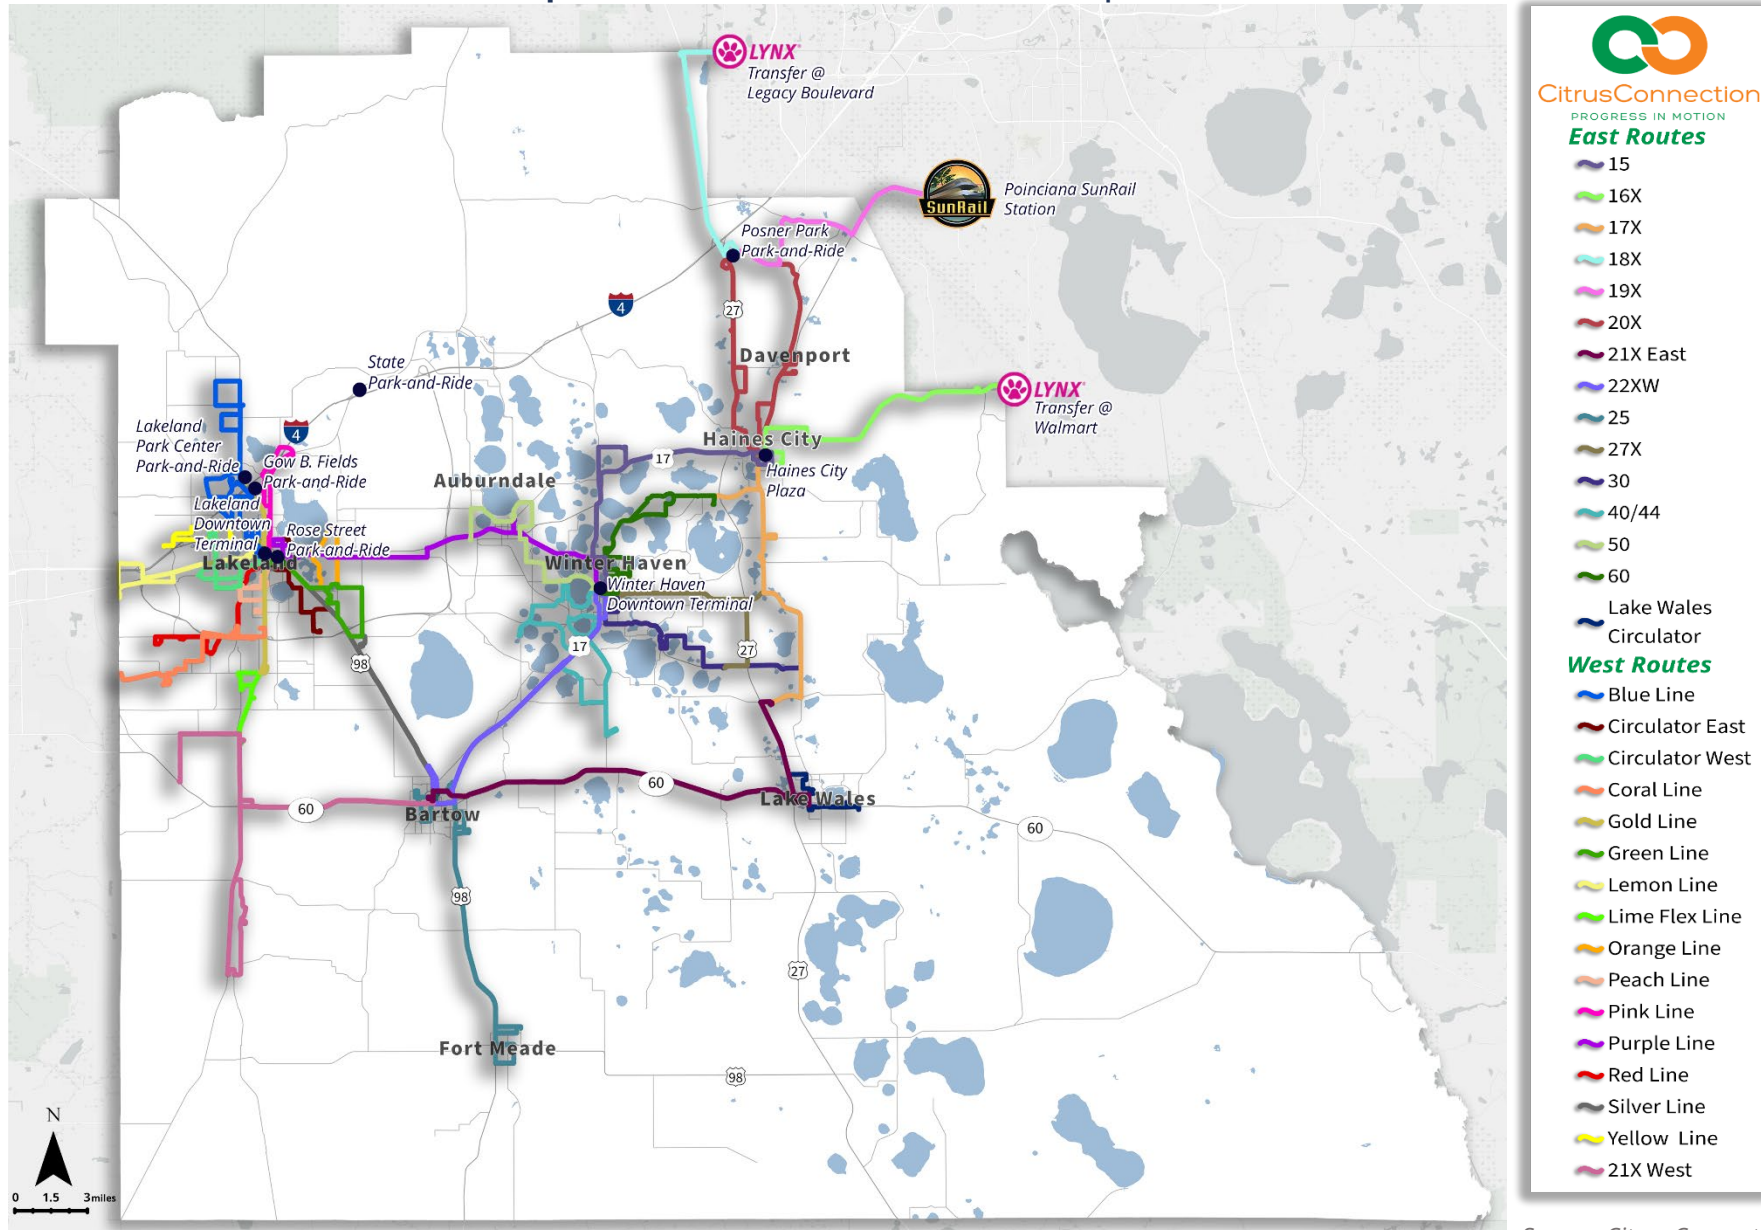 LYNX
Transfer @
Legacy Boulevard
SunRail
Poinciana SunRail
Station
Posner Park
Park-and-Ride
4
27
Davenport
State
Park-and-Ride
LYNX
Transfer @
Walmart
Lakeland
Park Center
Park-and-Ride
4
Gow B. Fields
Park-and-Ride
Haines City
17
Haines City
Plaza
Auburndale
Lakeland
Downtown
Terminal
Rose Street
Park-and-Ride
Lakeland
Winter Haven
Winter Haven
Downtown Terminal
17
27
98
60
60
Lake Wales
Bartow
60
98
27
Fort Meade
98
N
0 1.5 3miles
CitrusConnection
PROGRESS IN MOTION
East Routes
15
16X
17X
18X
19X
20X
21X East
22XW
25
27X
30
40/44
50
60
Lake Wales
Circulator
West Routes
Blue Line
Circulator East
Circulator West
Coral Line
Gold Line
Green Line
Lemon Line
Lime Flex Line
Orange Line
Peach Line
Pink Line
Purple Line
Red Line
Silver Line
Yellow Line
21X West